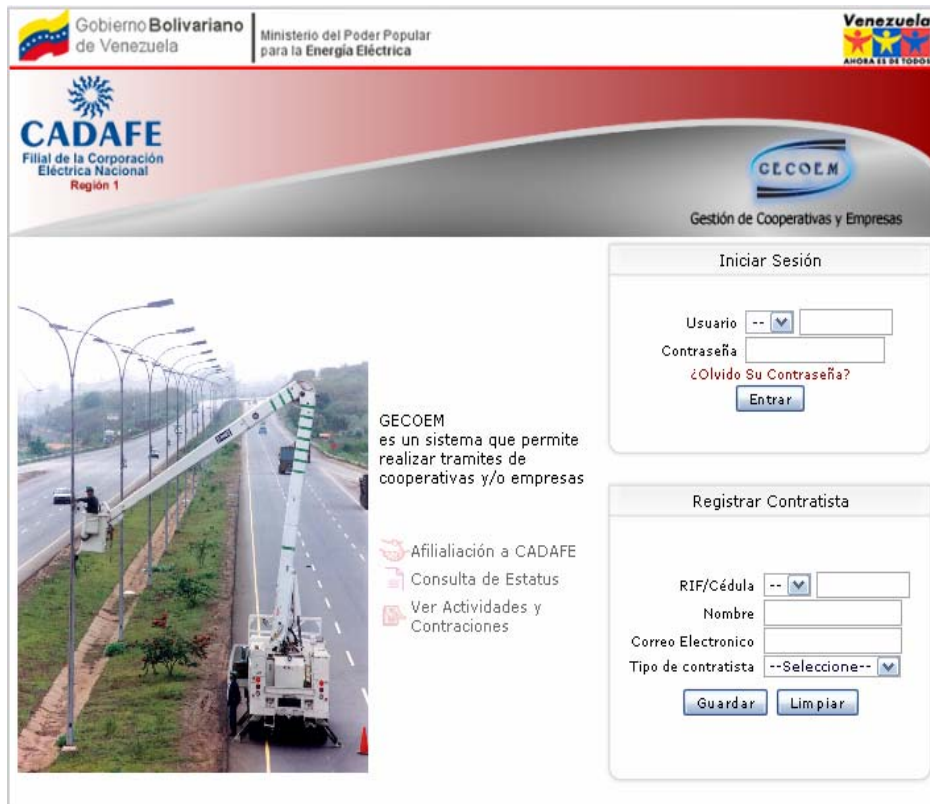 Gobierno Bolivariano
de Venezuela
Ministerio del Poder Popular
para la Energía Eléctrica
Venezuela
AHORA ES DE TODOS
CADAFE
Filial de la Corporación
Eléctrica Nacional
Región 1
GECOEM
Gestión de Cooperativas y Empresas
Iniciar Sesión
Usuario --
Contraseña
¿Olvido Su Contraseña?
Entrar
GECOEM
es un sistema que permite
realizar tramites de
cooperativas y/o empresas
Afilialiación a CADAFE
Consulta de Estatus
Ver Actividades y
Contraciones
Registrar Contratista
RIF/Cédula --
Nombre
Correo Electronico
Tipo de contratista --Seleccione--
Guardar Limpiar